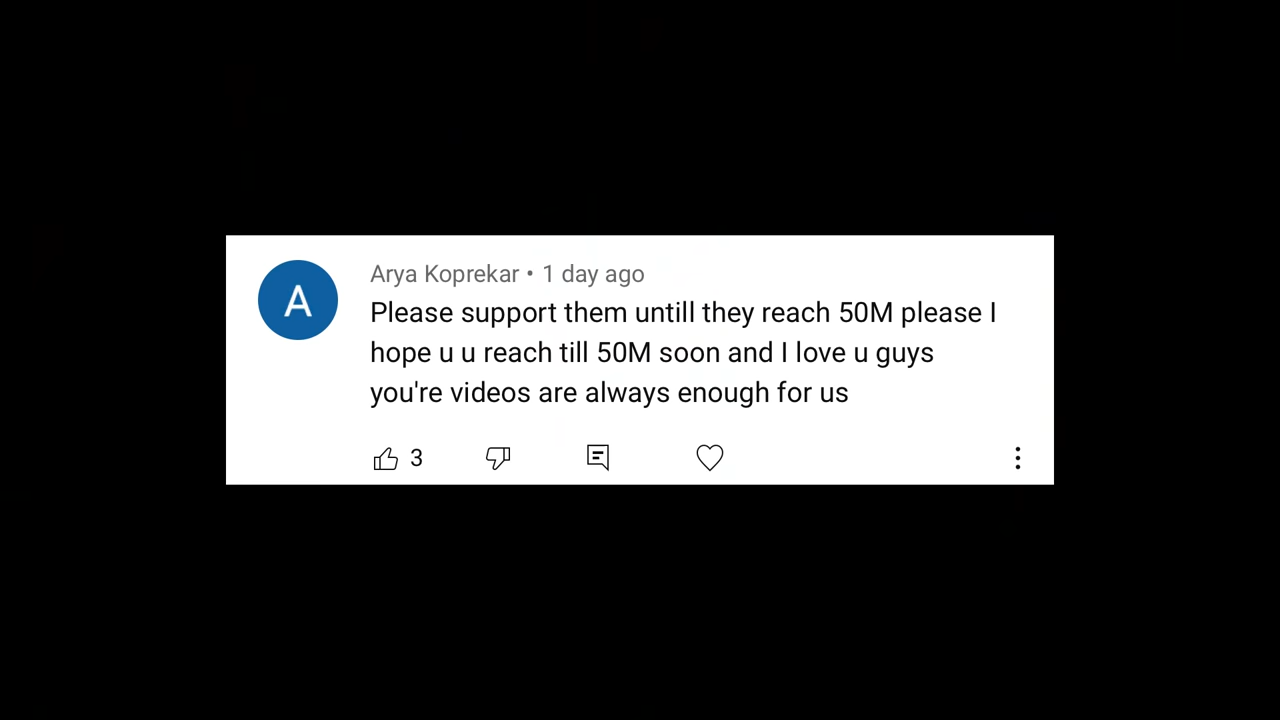 A
Arya Koprekar • 1 day ago
Please support them untill they reach 50M please I
hope u u reach till 50M soon and I love u guys
you're videos are always enough for us
3